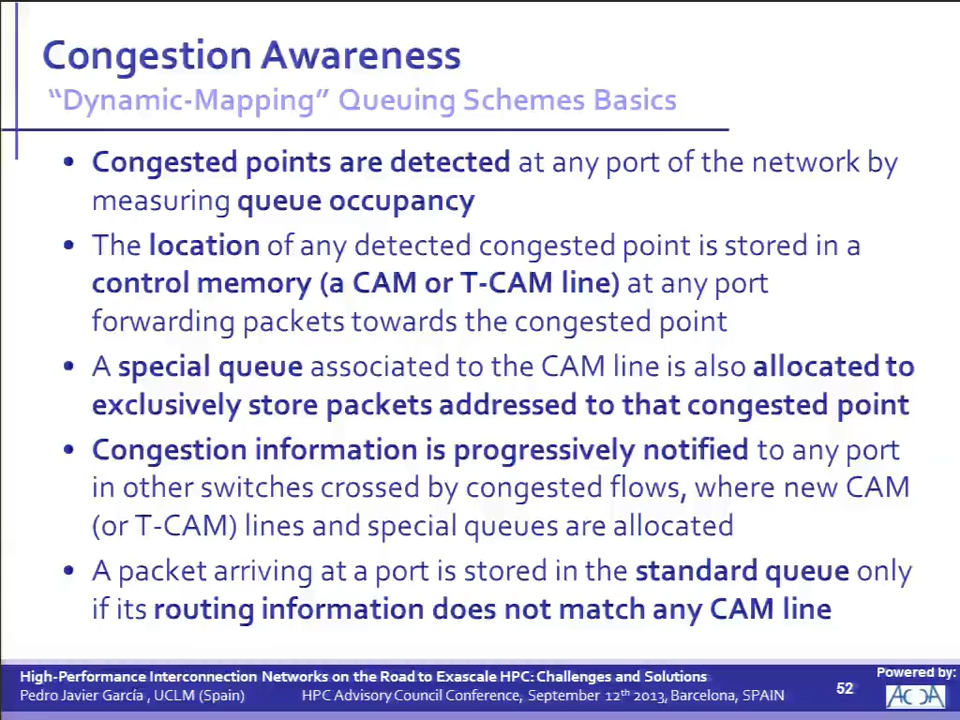 Congestion Awareness
"Dynamic-Mapping" Queuing Schemes Basics
• Congested points are detected at any port of the network by
measuring queue occupancy
• The location of any detected congested point is stored in a
control memory (a CAM or T-CAM line) at any port
forwarding packets towards the congested point
• A special queue associated to the CAM line is also allocated to
exclusively store packets addressed to that congested point
• Congestion information is progressively notified to any port
in other switches crossed by congested flows, where new CAM
(or T-CAM) lines and special queues are allocated
• A packet arriving at a port is stored in the standard queue only
if its routing information does not match any CAM line
High-Performance Interconnection Networks on the Road to Exascale HPC: Challenges and Solutions
Pedro Javier García , UCLM (Spain) HPC Advisory Council Conference, September 12th 2013, Barcelona, SPAIN
52
Powered by: